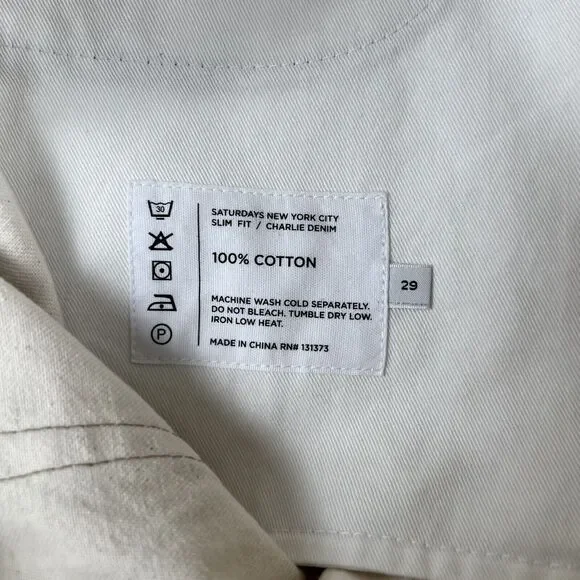 30
SATURDAYS NEW YORK CITY
SLIM FIT / CHARLIE DENIM
100% COTTON
29
MACHINE WASH COLD SEPARATELY.
DO NOT BLEACH. TUMBLE DRY LOW.
IRON LOW HEAT.
P
MADE IN CHINA RN# 131373